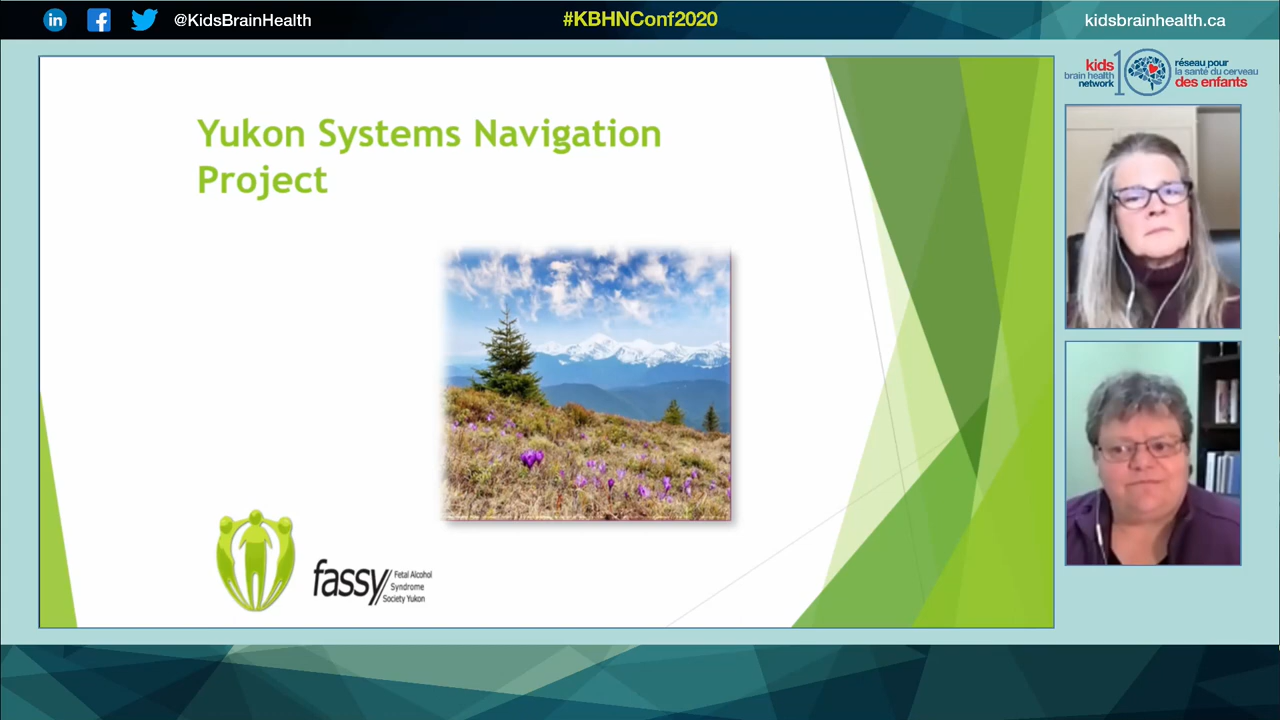 @KidsBrainHealth
#KBHNConf2020
kidsbrainhealth.ca
kids
brain health
network
10
réseau pour
la santé du cerveau
des enfants
Yukon Systems Navigation
Project
fassy
Fetal Alcohol
Syndrome
Society Yukon